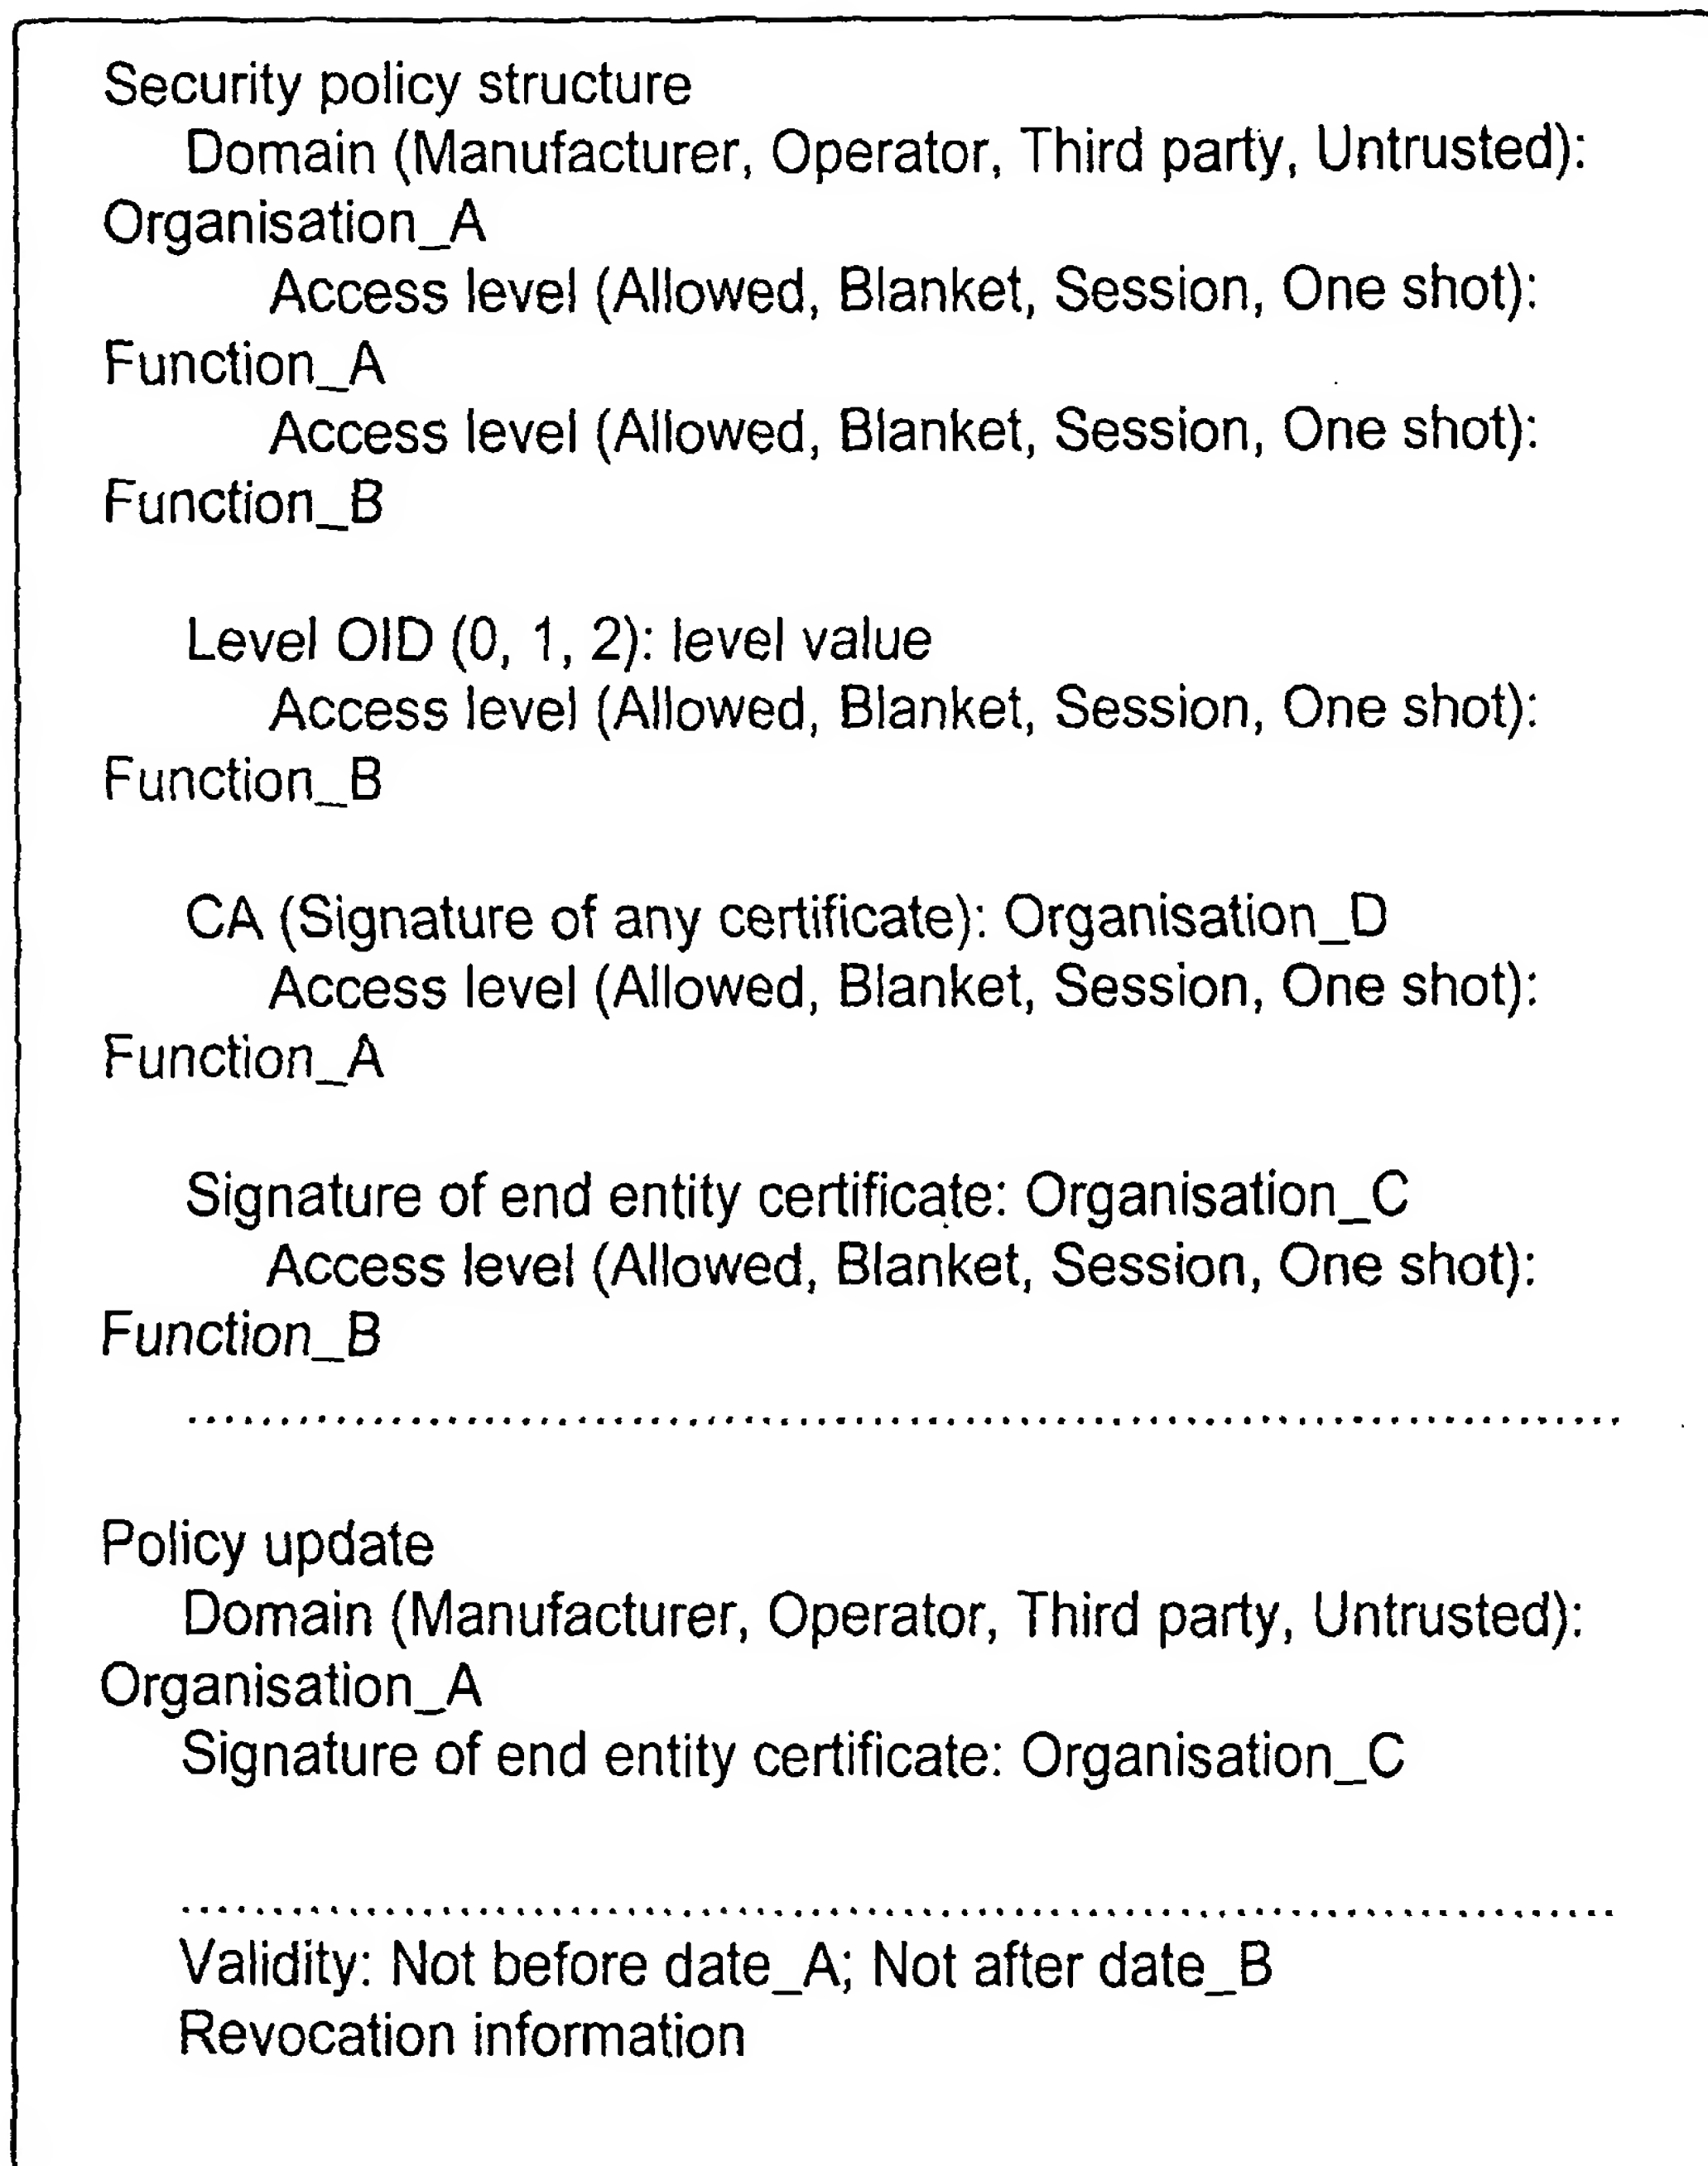 Security policy structure
Domain (Manufacturer, Operator, Third party, Untrusted):
Organisation_A
Access level (Allowed, Blanket, Session, One shot):
Function_A
Access level (Allowed, Blanket, Session, One shot):
Function_B
Level OID (0, 1, 2): level value
Access level (Allowed, Blanket, Session, One shot):
Function_B
CA (Signature of any certificate): Organisation_D
Access level (Allowed, Blanket, Session, One shot):
Function_A
Signature of end entity certificate: Organisation_C
Access level (Allowed, Blanket, Session, One shot):
Function_B
................................................................
Policy update
Domain (Manufacturer, Operator, Third party, Untrusted):
Organisation_A
Signature of end entity certificate: Organisation_C
................................................................
Validity: Not before date_A; Not after date_B
Revocation information